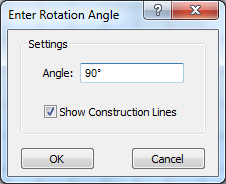 Enter Rotation Angle
Settings
Angle: 90°
Show Construction Lines
OK Cancel